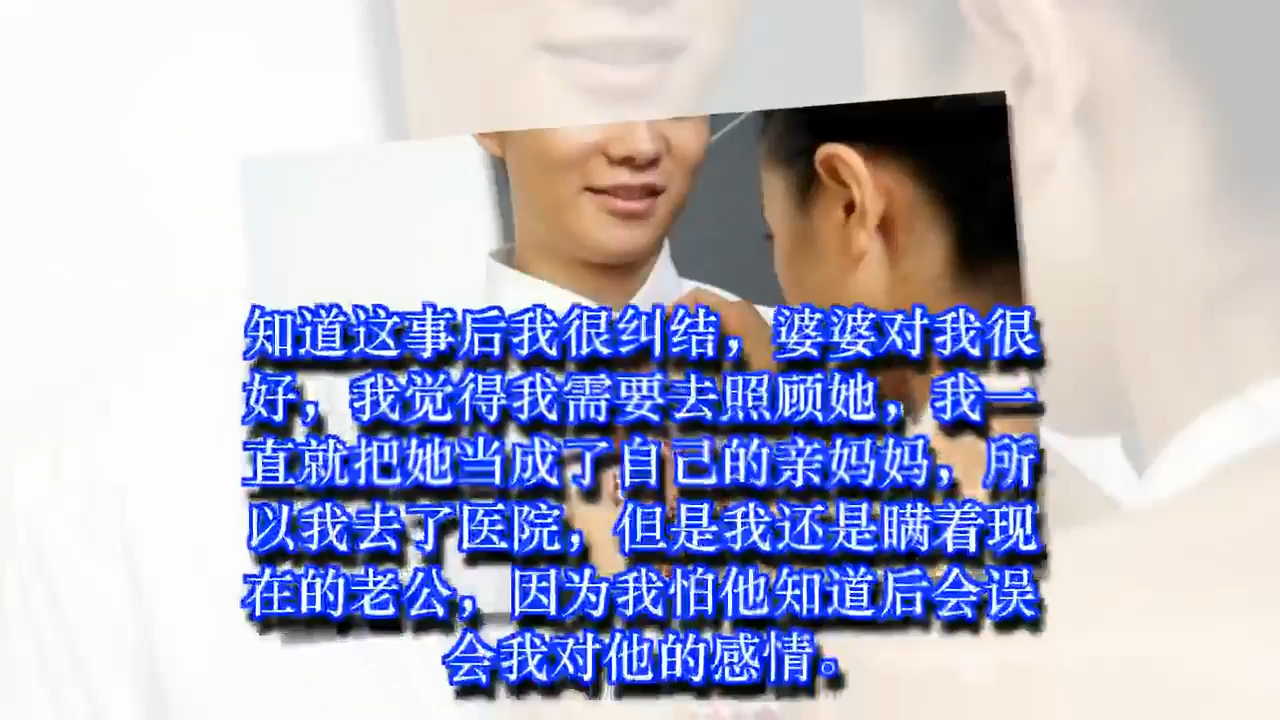 知道这事后我很纠结，婆婆对我很
好，我觉得我需要去照顾她，我一
直就把她当成了自己的亲妈妈，所
以我去了医院，但是我还是瞒着现
在的老公，因为我怕他知道后会误
会我对他的感情。